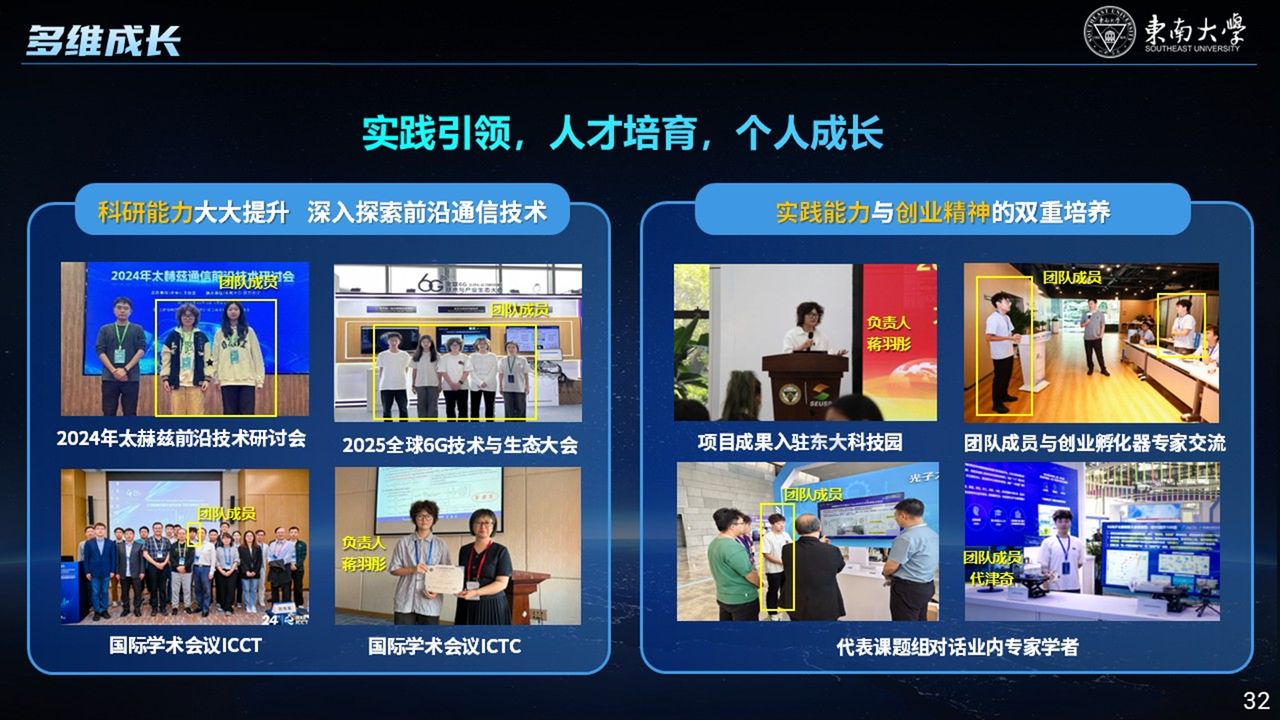 多维成长
东南大学
SOUTHEAST UNIVERSITY
实践引领，人才培育，个人成长
科研能力大大提升 深入探索前沿通信技术
2024年太赫兹通信前沿技术研讨会
团队成员
2024年太赫兹前沿技术研讨会
6G
团队成员
2025全球6G技术与生态大会
团队成员
国际学术会议ICCT
负责人
蒋羽彤
国际学术会议ICTC
实践能力与创业精神的双重培养
负责人
蒋羽彤
项目成果入驻东大科技园
团队成员
团队成员与创业孵化器专家交流
团队成员
光子
团队成员
代津奇
代表课题组对话业内专家学者
32